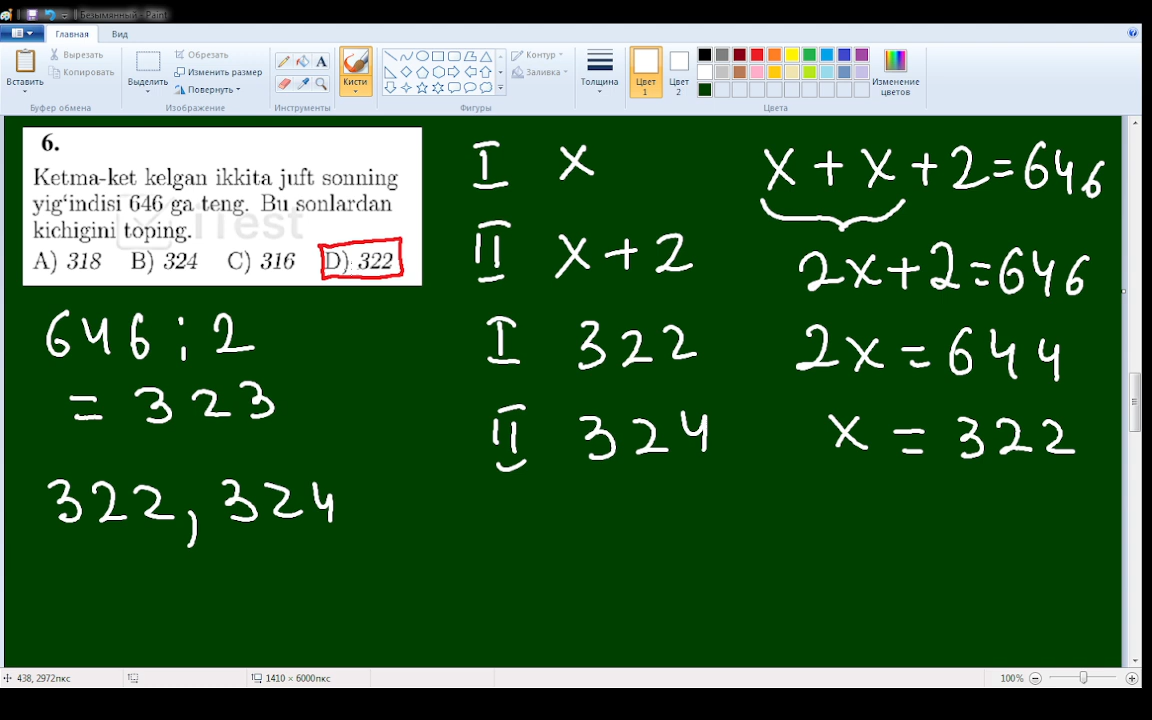 Безымянный - Paint
Главная
Вид
Вставить
Вырезать
Копировать
Буфер обмена
Выделить
Обрезать
Изменить размер
Повернуть
Изображение
A
Инструменты
Кисти
Фигуры
Контур
Заливка
Толщина
Цвет 1
Цвет 2
Цвета
Изменение цветов
6.
Ketma-ket kelgan ikkita juft sonning
yig‘indisi 646 ga teng. Bu sonlardan
kichigini toping.
iTest
A) 318 B) 324 C) 316 D) 322
646 : 2
= 323
322, 324
I x
II x + 2
I 322
II 324
x + x + 2 = 646
2x + 2 = 646
2x = 644
x = 322
438, 2972пкс
1410 × 6000пкс
100%